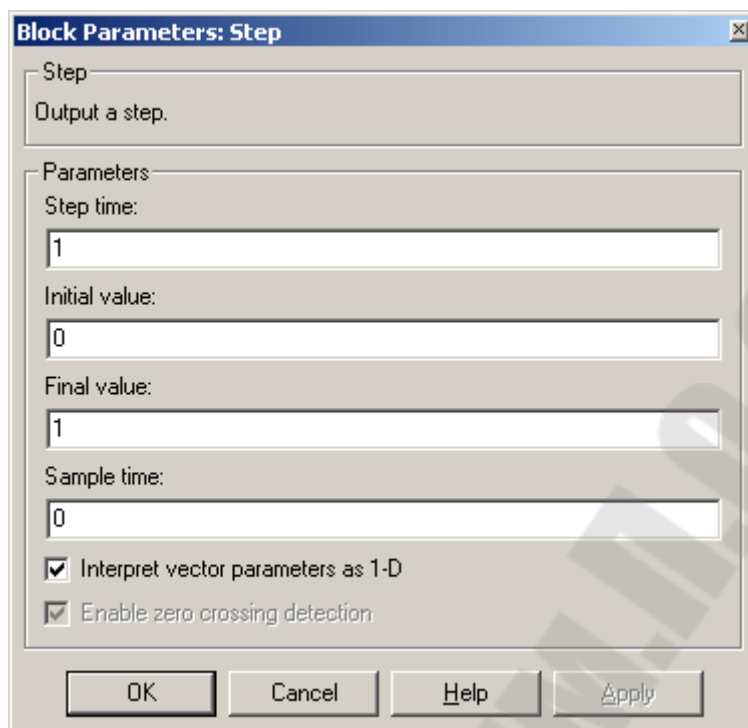 Block Parameters: Step
Step
Output a step.
Parameters
Step time:
1
Initial value:
0
Final value:
1
Sample time:
0
Interpret vector parameters as 1-D
Enable zero crossing detection
OK Cancel Help Apply